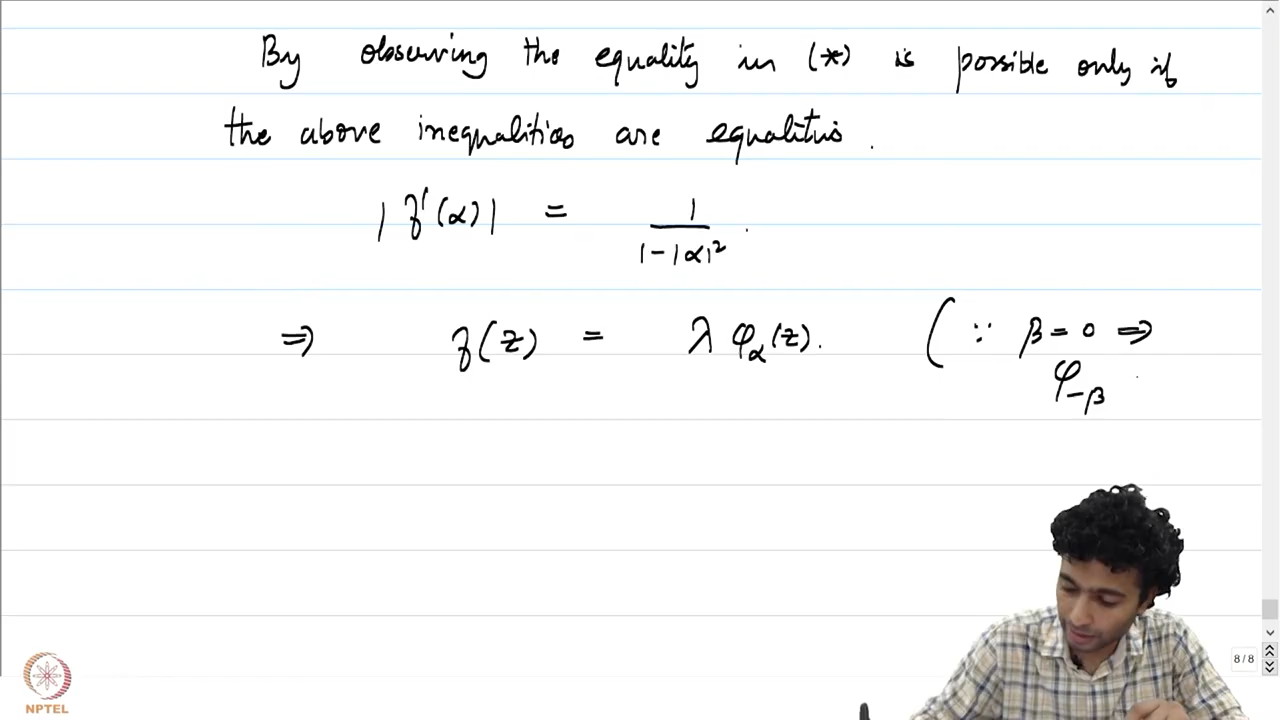 By observing the equality in (*) is possible only if
the above inequalities are equalities.
|f'(α)| = 1/(1-|α|²).
⇒ f(z) = λ φ_α(z). (∵ β=0 ⇒
φ_{-β}
8/8
NPTEL